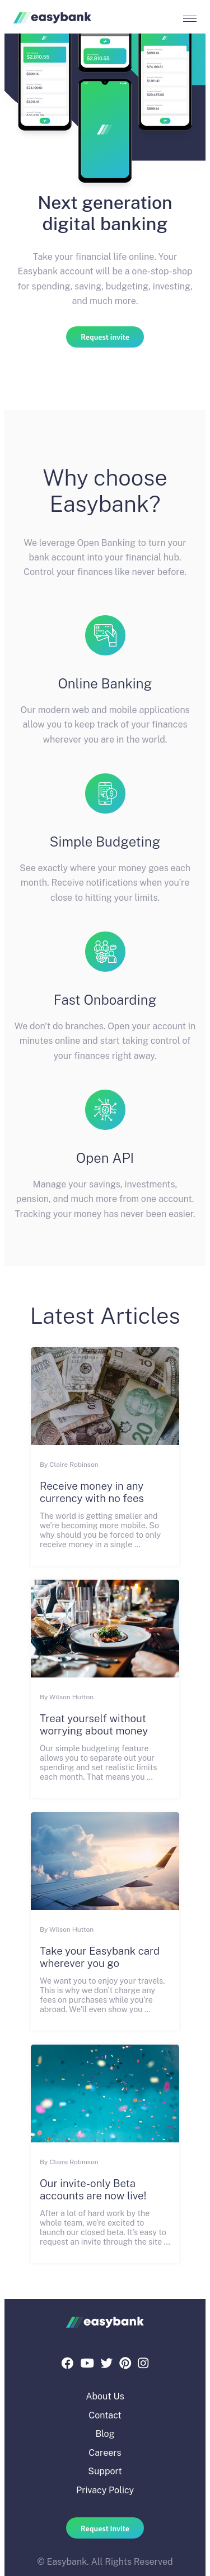 easybank
$2,810.55
$2,810.55
Next generation
digital banking
Take your financial life online. Your
Easybank account will be a one-stop-shop
for spending, saving, budgeting, investing,
and much more.
Request invite
Why choose
Easybank?
We leverage Open Banking to turn your
bank account into your financial hub.
Control your finances like never before.
Online Banking
Our modern web and mobile applications
allow you to keep track of your finances
wherever you are in the world.
Simple Budgeting
See exactly where your money goes each
month. Receive notifications when you're
close to hitting your limits.
Fast Onboarding
We don't do branches. Open your account in
minutes online and start taking control of
your finances right away.
Open API
Manage your savings, investments,
pension, and much more from one account.
Tracking your money has never been easier.
Latest Articles
By Claire Robinson
Receive money in any
currency with no fees
The world is getting smaller and
we're becoming more mobile. So
why should you be forced to only
receive money in a single ...
By Wilson Hutton
Treat yourself without
worrying about money
Our simple budgeting feature
allows you to separate out your
spending and set realistic limits
each month. That means you ...
By Wilson Hutton
Take your Easybank card
wherever you go
We want you to enjoy your travels.
This is why we don't charge any
fees on purchases while you're
abroad. We'll even show you ...
By Claire Robinson
Our invite-only Beta
accounts are now live!
After a lot of hard work by the
whole team, we're excited to
launch our closed beta. It's easy to
request an invite through the site ...
easybank
About Us
Contact
Blog
Careers
Support
Privacy Policy
Request Invite
© Easybank. All Rights Reserved